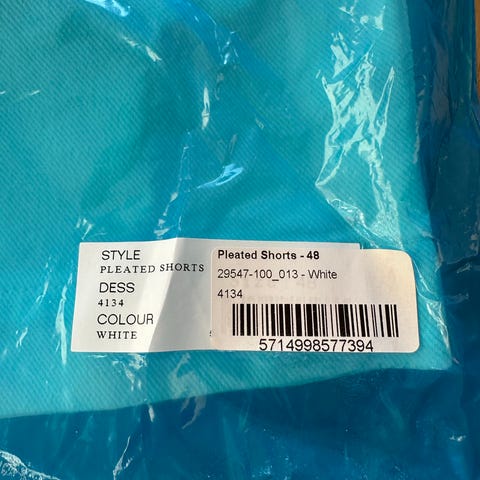 STYLE
PLEATED SHORTS
DESS
4134
COLOUR
WHITE
Pleated Shorts - 48
29547-100_013 - White
4134
5714998577394